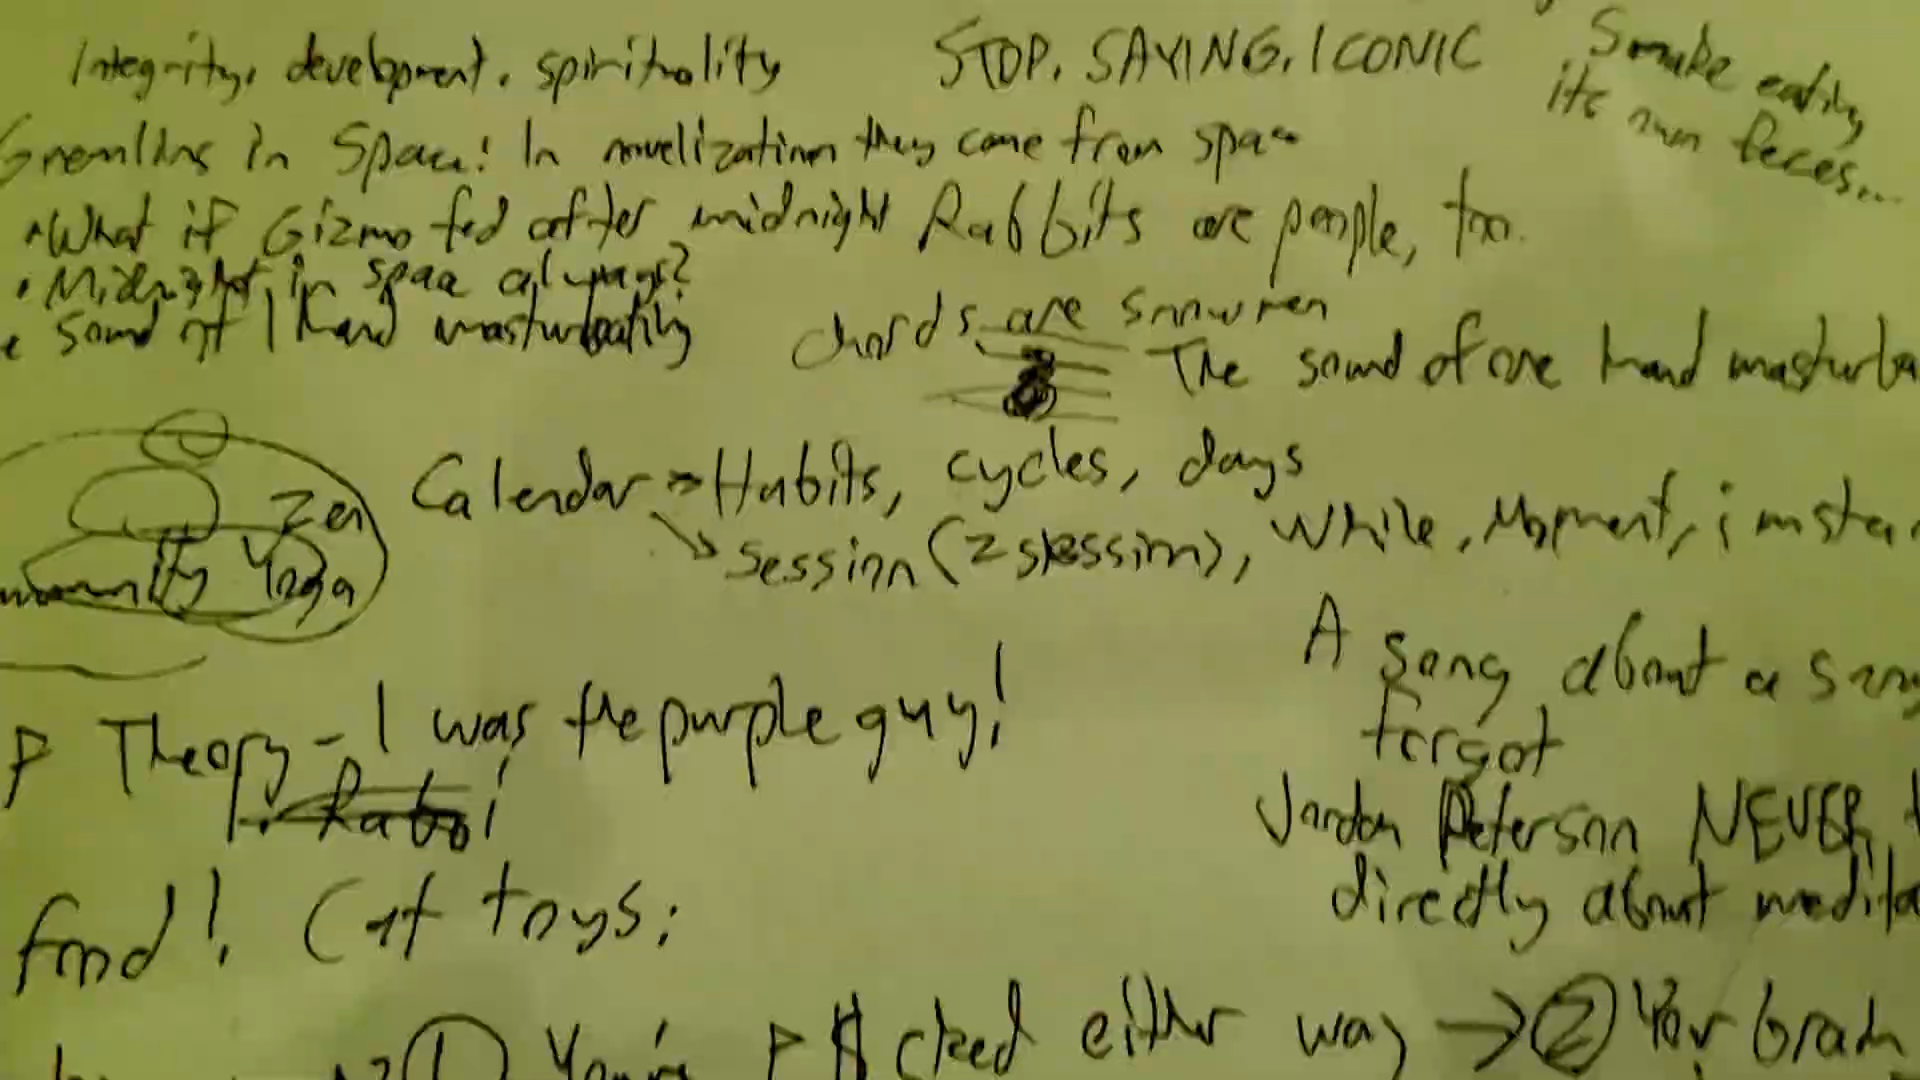 Integrity. development. spirituality
STOP. SAYING. ICONIC
Snake eating
its own feces...
Gremlins in Space! In novelization they come from space
• What if Gizmo fed after midnight
Rabbits are people, too.
• Midnight in space always?
sound of 1 hand masturbating
chords are snowmen
The sound of one hand masturba
Zen
Yoga
Calendar → Habits, cycles, days
Session (2 session), While, Moment, instan
A song about a song
forgot
P Theory - I was the purple guy!
Jordan Peterson NEVER
directly about medita
food! Cat toys:
1 You're F$cked either way → 2 Your Brain